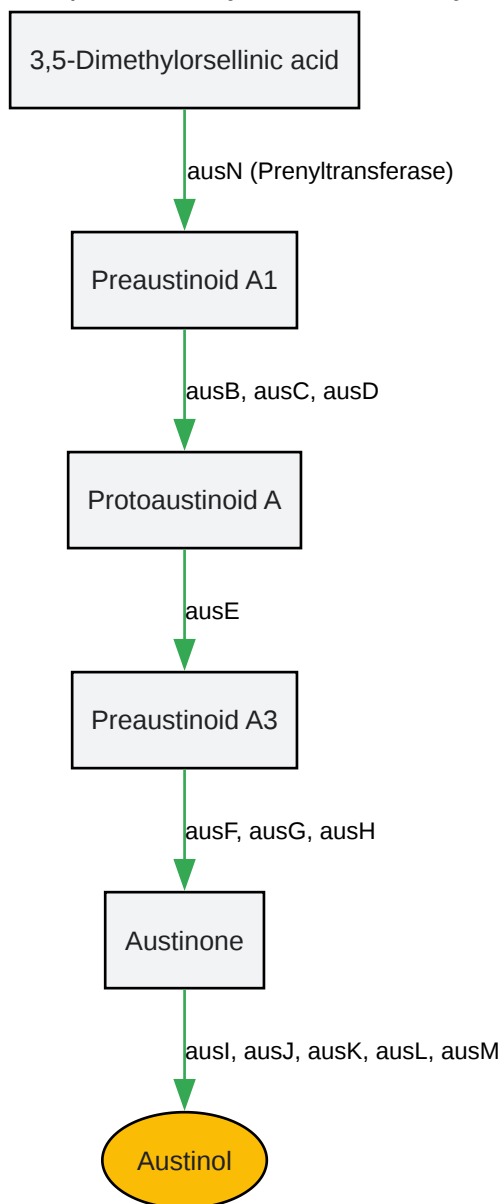 3,5-Dimethylorsellinic acid
ausN (Prenyltransferase)
Preaustinoid A1
ausB, ausC, ausD
Protoaustinoid A
ausE
Preaustinoid A3
ausF, ausG, ausH
Austinone
ausI, ausJ, ausK, ausL, ausM
Austinol